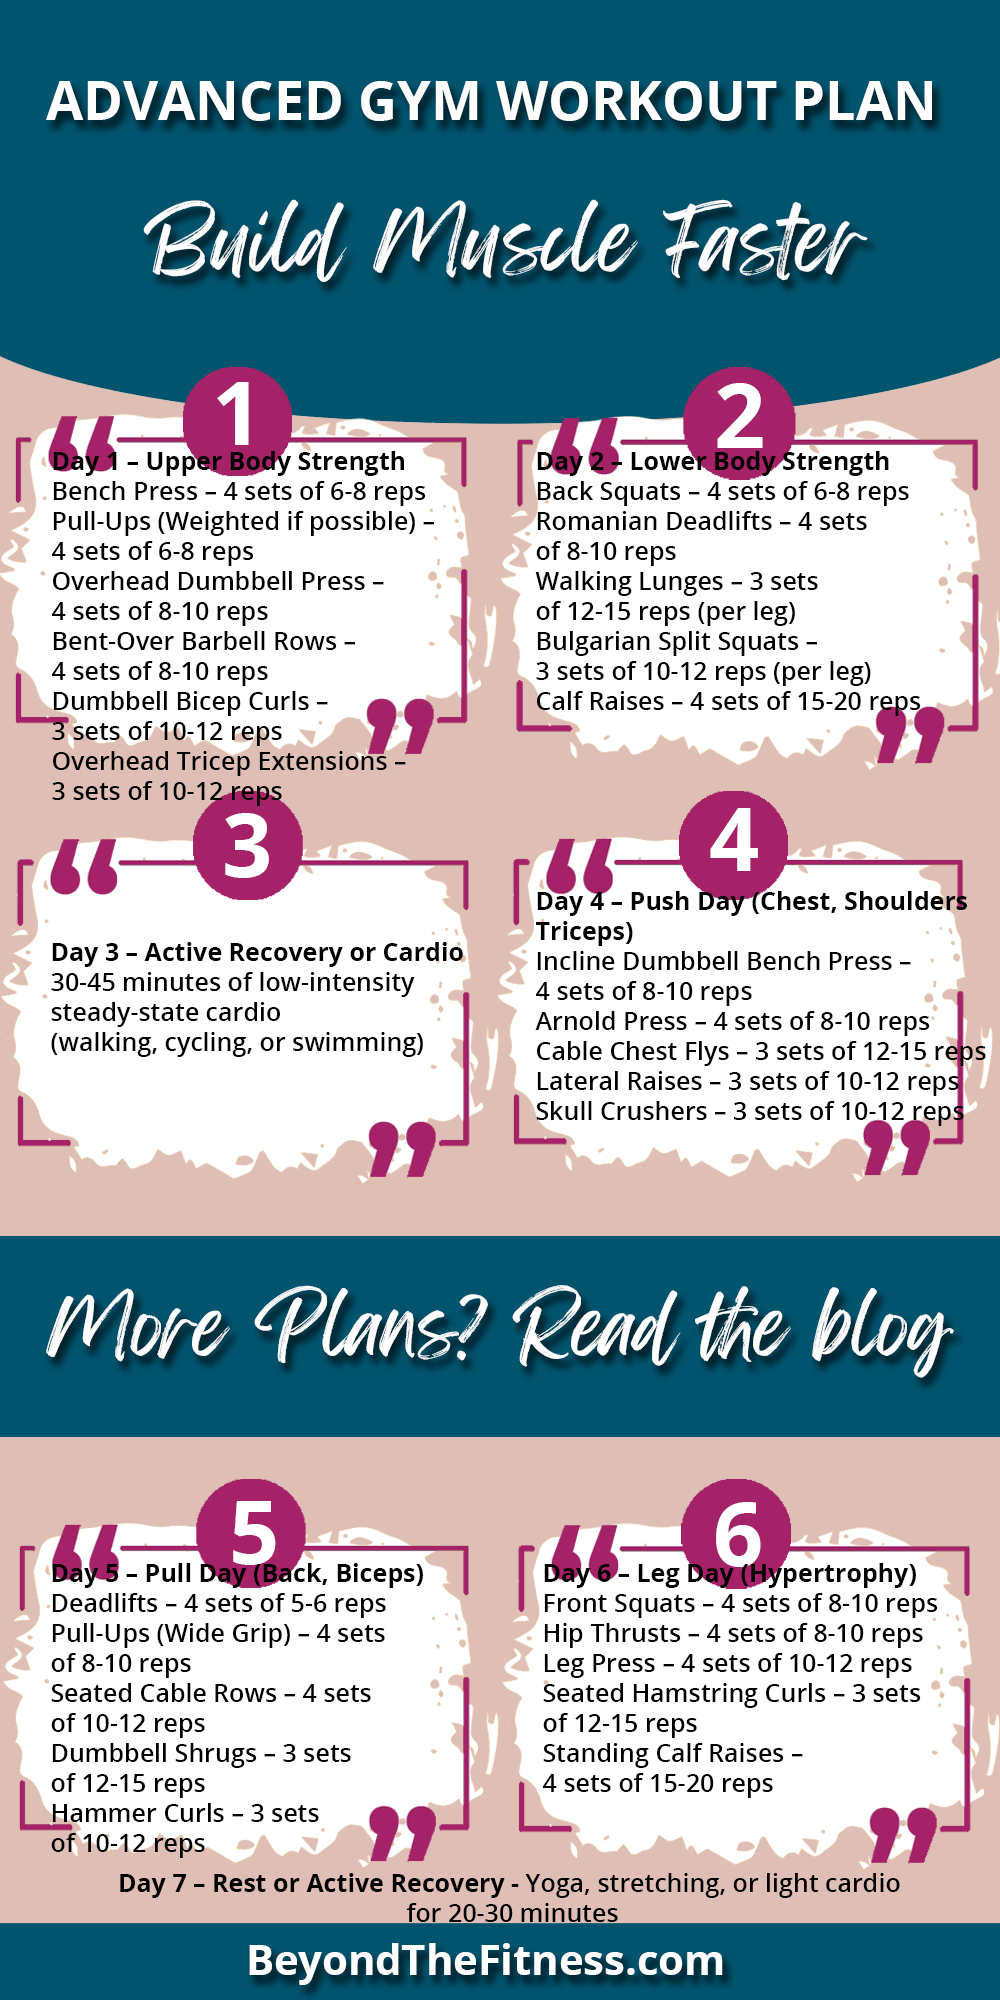 ADVANCED GYM WORKOUT PLAN
Build Muscle Faster
1
Day 1 – Upper Body Strength
Bench Press – 4 sets of 6-8 reps
Pull-Ups (Weighted if possible) –
4 sets of 6-8 reps
Overhead Dumbbell Press –
4 sets of 8-10 reps
Bent-Over Barbell Rows –
4 sets of 8-10 reps
Dumbbell Bicep Curls –
3 sets of 10-12 reps
Overhead Tricep Extensions –
3 sets of 10-12 reps
2
Day 2 – Lower Body Strength
Back Squats – 4 sets of 6-8 reps
Romanian Deadlifts – 4 sets
of 8-10 reps
Walking Lunges – 3 sets
of 12-15 reps (per leg)
Bulgarian Split Squats –
3 sets of 10-12 reps (per leg)
Calf Raises – 4 sets of 15-20 reps
3
Day 3 – Active Recovery or Cardio
30-45 minutes of low-intensity
steady-state cardio
(walking, cycling, or swimming)
4
Day 4 – Push Day (Chest, Shoulders
Triceps)
Incline Dumbbell Bench Press –
4 sets of 8-10 reps
Arnold Press – 4 sets of 8-10 reps
Cable Chest Flys – 3 sets of 12-15 reps
Lateral Raises – 3 sets of 10-12 reps
Skull Crushers – 3 sets of 10-12 reps
More Plans? Read the blog
5
Day 5 – Pull Day (Back, Biceps)
Deadlifts – 4 sets of 5-6 reps
Pull-Ups (Wide Grip) – 4 sets
of 8-10 reps
Seated Cable Rows – 4 sets
of 10-12 reps
Dumbbell Shrugs – 3 sets
of 12-15 reps
Hammer Curls – 3 sets
of 10-12 reps
6
Day 6 – Leg Day (Hypertrophy)
Front Squats – 4 sets of 8-10 reps
Hip Thrusts – 4 sets of 8-10 reps
Leg Press – 4 sets of 10-12 reps
Seated Hamstring Curls – 3 sets
of 12-15 reps
Standing Calf Raises –
4 sets of 15-20 reps
Day 7 – Rest or Active Recovery - Yoga, stretching, or light cardio
for 20-30 minutes
BeyondTheFitness.com